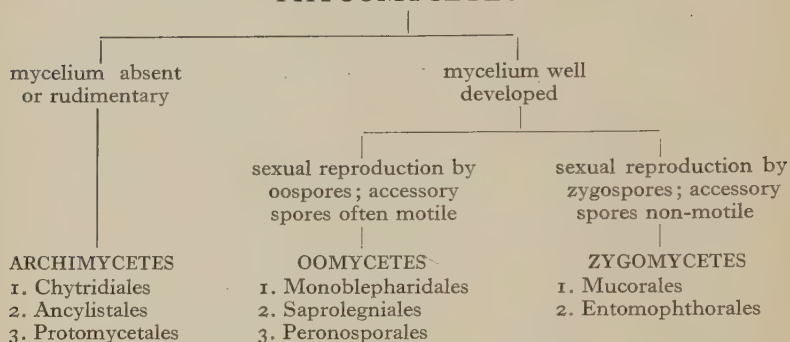 mycelium absent
or rudimentary
mycelium well
developed
sexual reproduction by
oospores; accessory
spores often motile
sexual reproduction by
zygospores; accessory
spores non-motile
ARCHIMYCETES
1. Chytridiales
2. Ancylistales
3. Protomycetales
OOMYCETES
1. Monoblepharidales
2. Saprolegniales
3. Peronosporales
ZYGOMYCETES
1. Mucorales
2. Entomophthorales